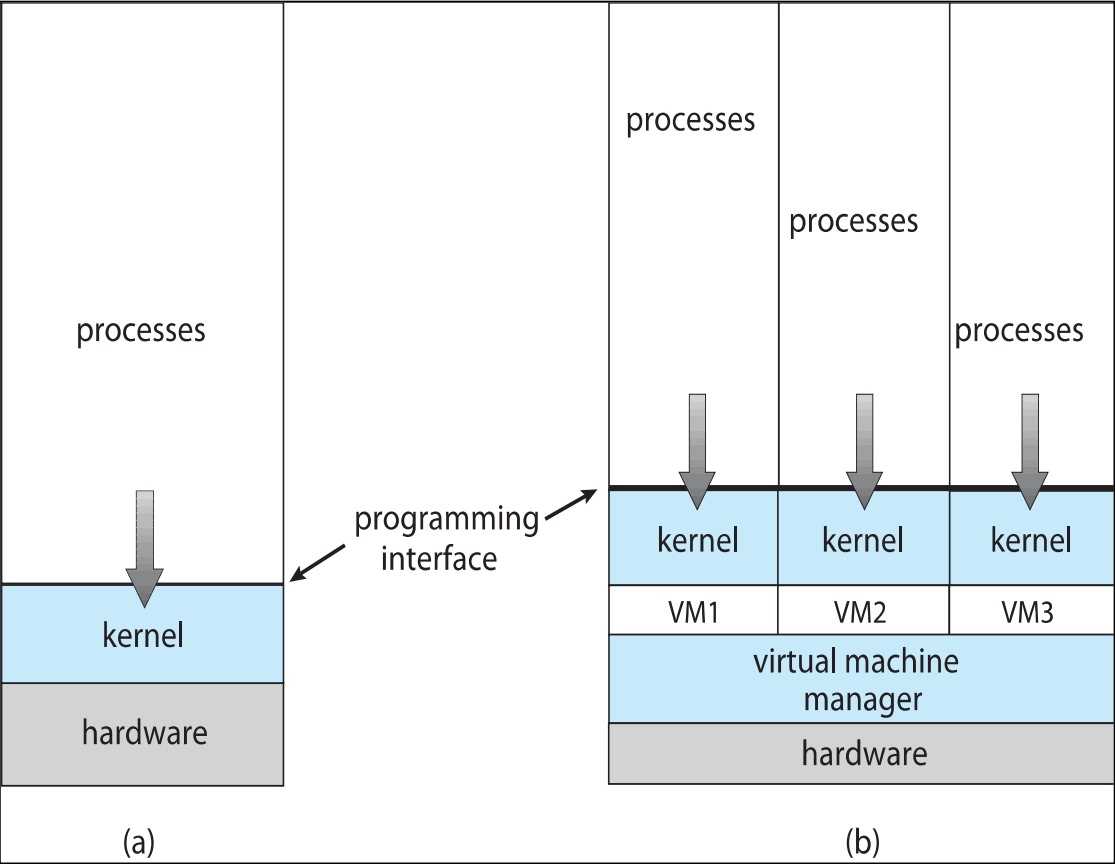 processes
kernel
hardware
(a)
programming
interface
processes
processes
processes
kernel
kernel
kernel
VM1
VM2
VM3
virtual machine
manager
hardware
(b)